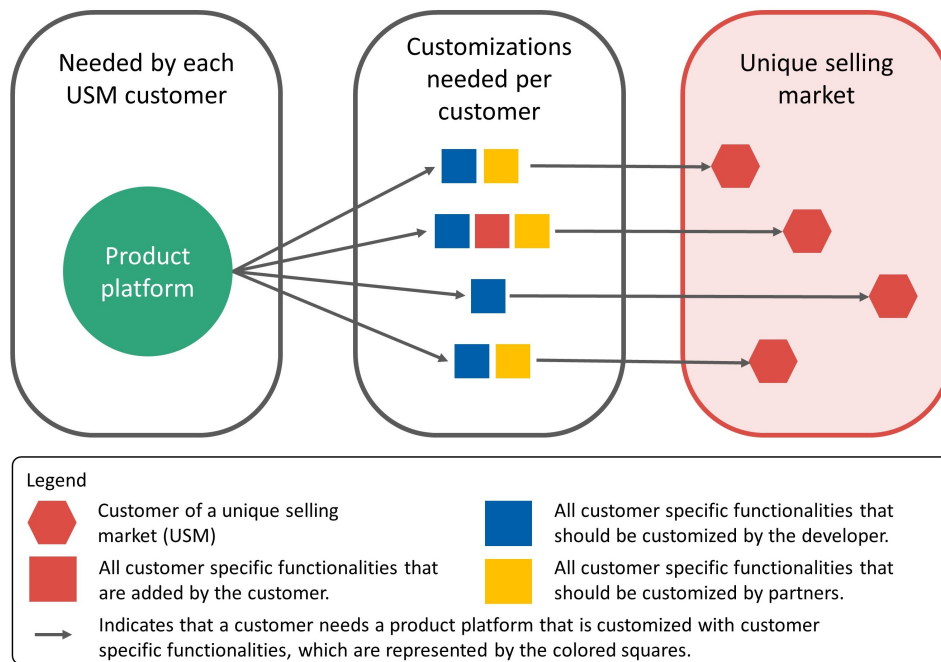 Needed by each
USM customer
Customizations
needed per
customer
Unique selling
market
Product
platform
Legend
Customer of a unique selling
market (USM)
All customer specific functionalities that
are added by the customer.
All customer specific functionalities that
should be customized by the developer.
All customer specific functionalities that
should be customized by partners.
Indicates that a customer needs a product platform that is customized with customer
specific functionalities, which are represented by the colored squares.